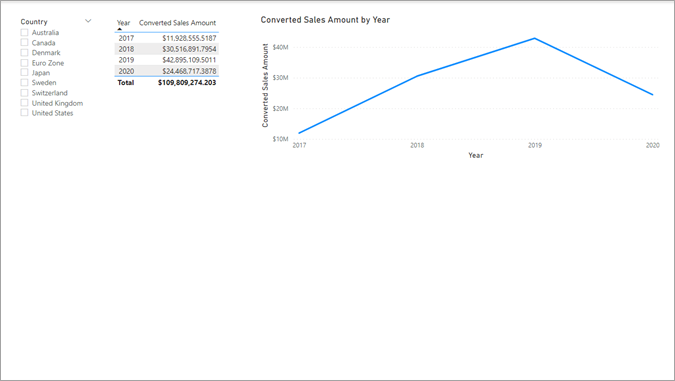 Country
Australia
Canada
Denmark
Euro Zone
Japan
Sweden
Switzerland
United Kingdom
United States
Year Converted Sales Amount
2017 $11.928.555.5187
2018 $30.516.891.7954
2019 $42.895.109.5011
2020 $24.468.717.3878
Total $109,809,274.203
Converted Sales Amount by Year
Converted Sales Amount
$40M
$30M
$20M
$10M
2017 2018 2019 2020
Year